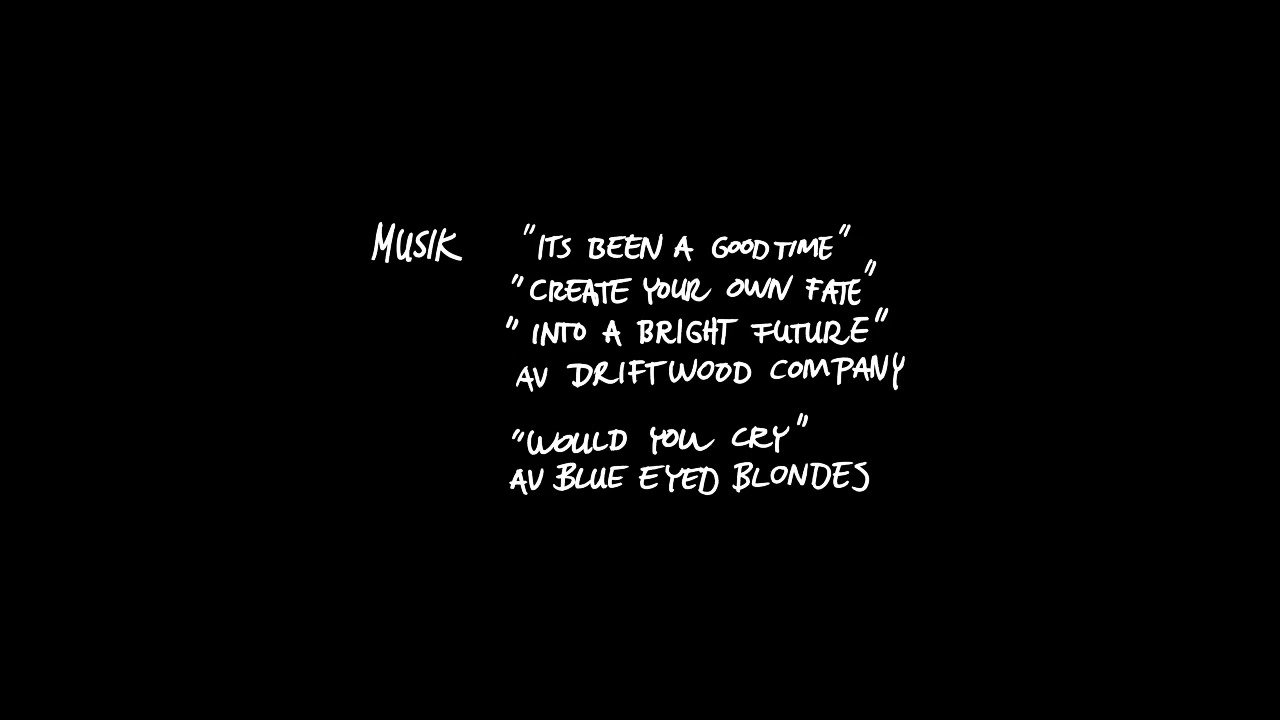 MUSIK "ITS BEEN A GOOD TIME"
"CREATE YOUR OWN FATE"
"INTO A BRIGHT FUTURE"
AV DRIFTWOOD COMPANY
"WOULD YOU CRY"
AV BLUE EYED BLONDES